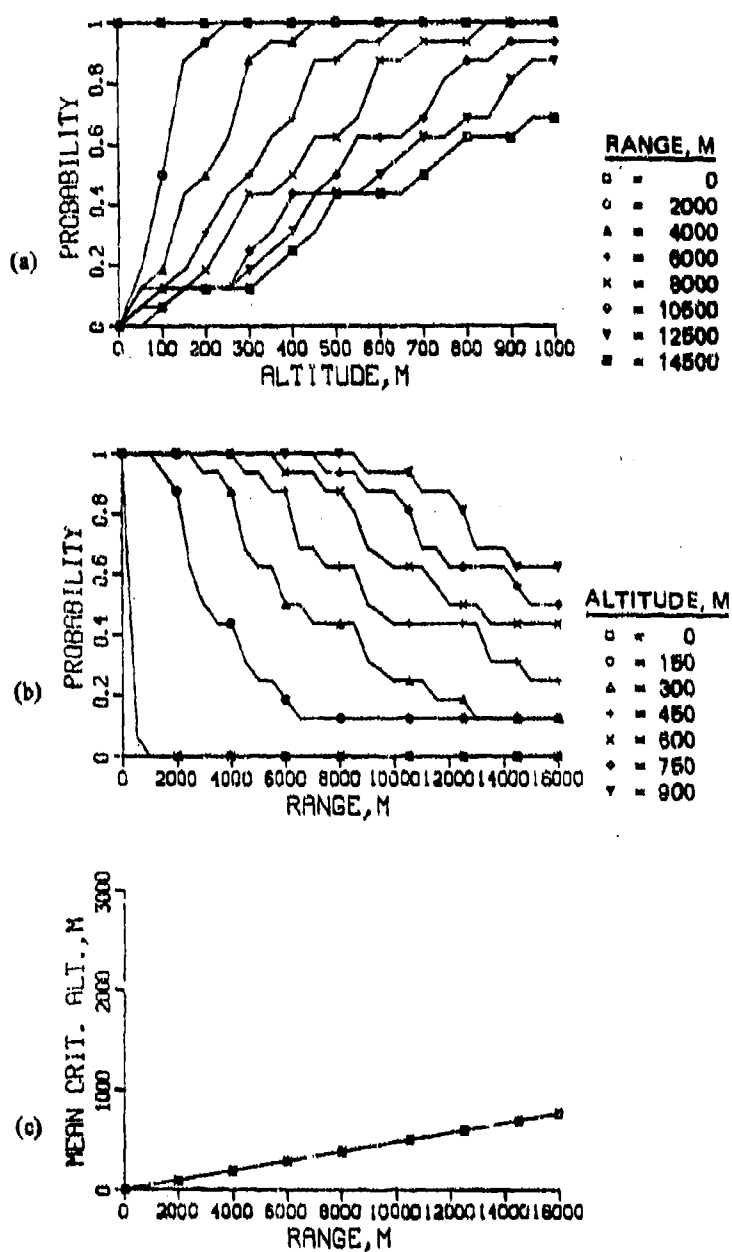 (a)
PROBABILITY
0 0.2 0.4 0.6 0.8 1
0 100 200 300 400 500 600 700 800 900 1000
ALTITUDE, M
RANGE, M
= 0
= 2000
= 4000
= 6000
= 8000
= 10500
= 12500
= 14500
(b)
PROBABILITY
0 0.2 0.4 0.6 0.8 1
0 2000 4000 6000 8000 10000 12000 14000 16000
RANGE, M
ALTITUDE, M
= 0
= 150
= 300
= 450
= 600
= 750
= 900
(c)
MEAN CRIT. ALT., M
0 1000 2000 3000
0 2000 4000 6000 8000 10000 12000 14000 16000
RANGE, M